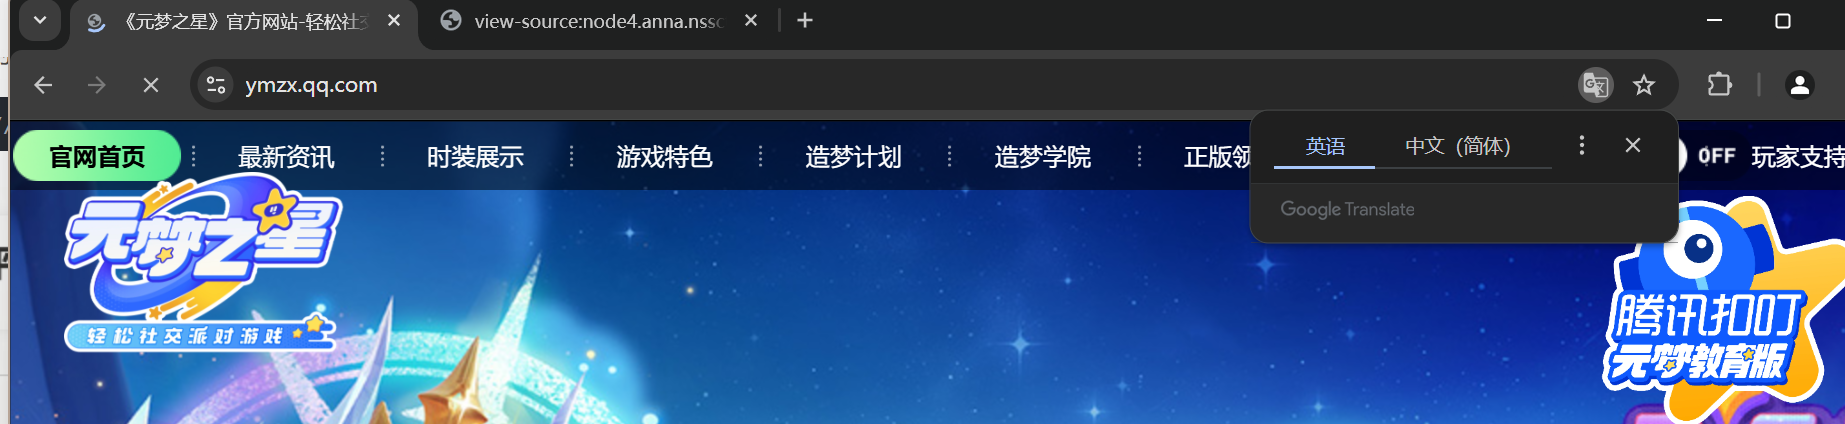 《元梦之星》官方网站-轻松社交
view-source:node4.anna.nssc
ymzx.qq.com
官网首页
最新资讯
时装展示
游戏特色
造梦计划
造梦学院
正版领
英语
中文（简体）
OFF
玩家支持
Google Translate
元梦之星
轻松社交派对游戏
腾讯扣叮
元梦教育版